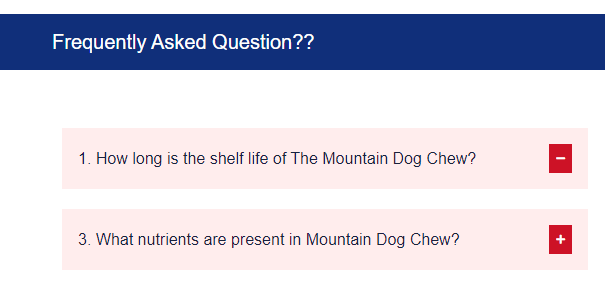 Frequently Asked Question??
1. How long is the shelf life of The Mountain Dog Chew?
−
3. What nutrients are present in Mountain Dog Chew?
+